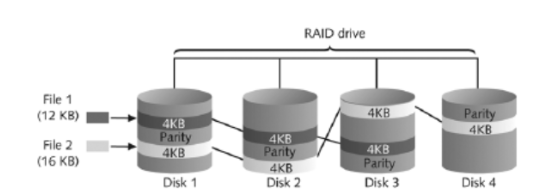 RAID drive
File 1
(12 KB)
File 2
(16 KB)
4KB
Parity
4KB
Disk 1
4KB
Parity
4KB
Disk 2
4KB
4KB
Parity
Disk 3
Parity
4KB
Disk 4